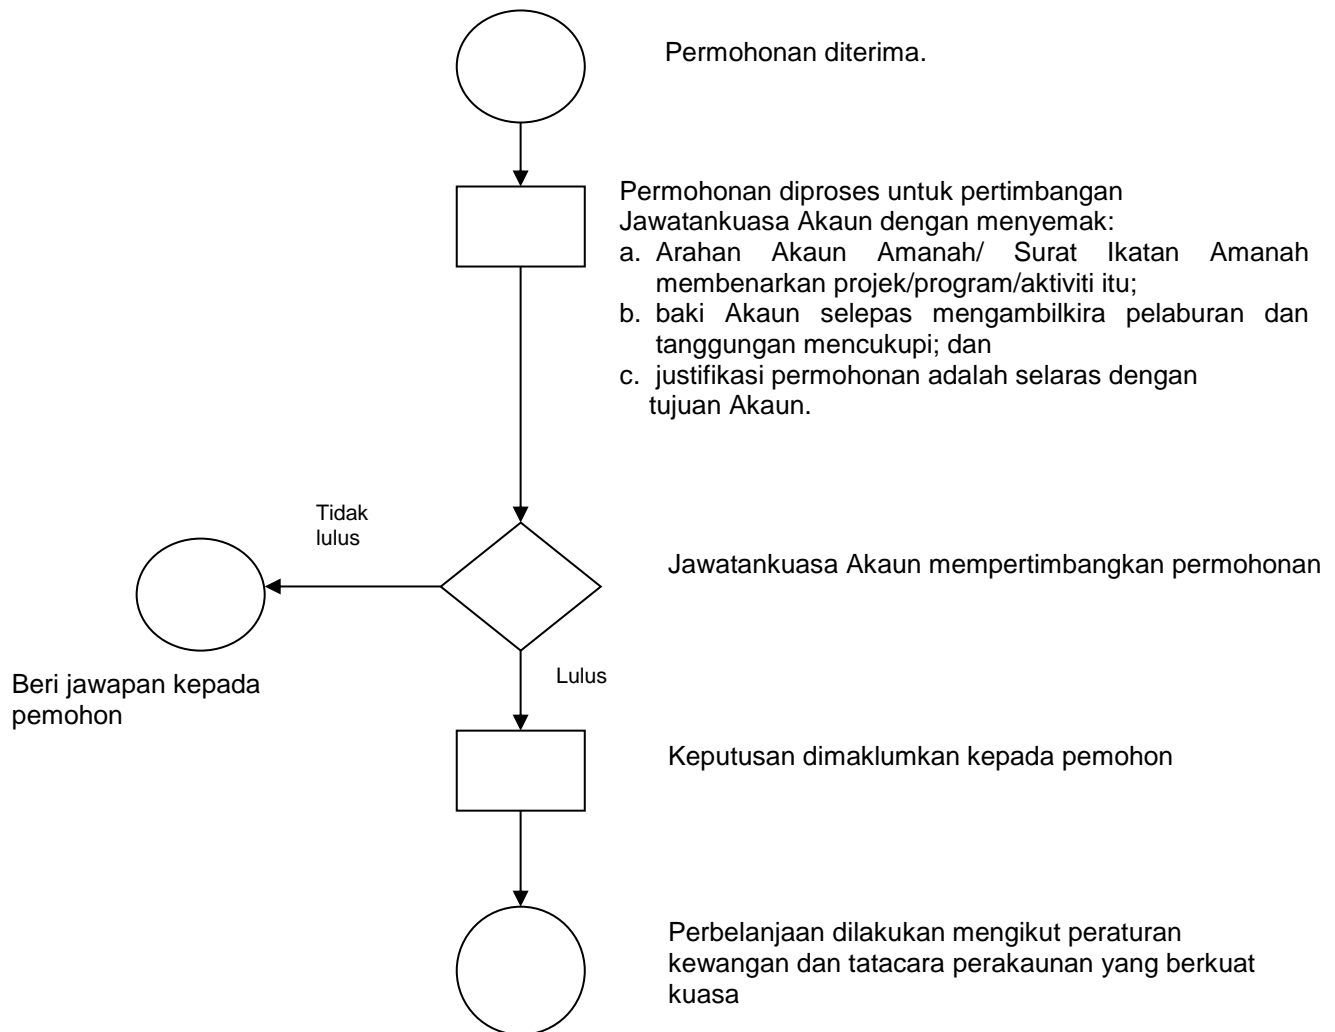 Permohonan diterima.
Permohonan diproses untuk pertimbangan
Jawatankuasa Akaun dengan menyemak:
a. Arahan Akaun Amanah/ Surat Ikatan Amanah
membenarkan projek/program/aktiviti itu;
b. baki Akaun selepas mengambilkira pelaburan dan
tanggungan mencukupi; dan
c. justifikasi permohonan adalah selaras dengan
tujuan Akaun.
Tidak
lulus
Jawatankuasa Akaun mempertimbangkan permohonan
Beri jawapan kepada
pemohon
Lulus
Keputusan dimaklumkan kepada pemohon
Perbelanjaan dilakukan mengikut peraturan
kewangan dan tatacara perakaunan yang berkuat
kuasa